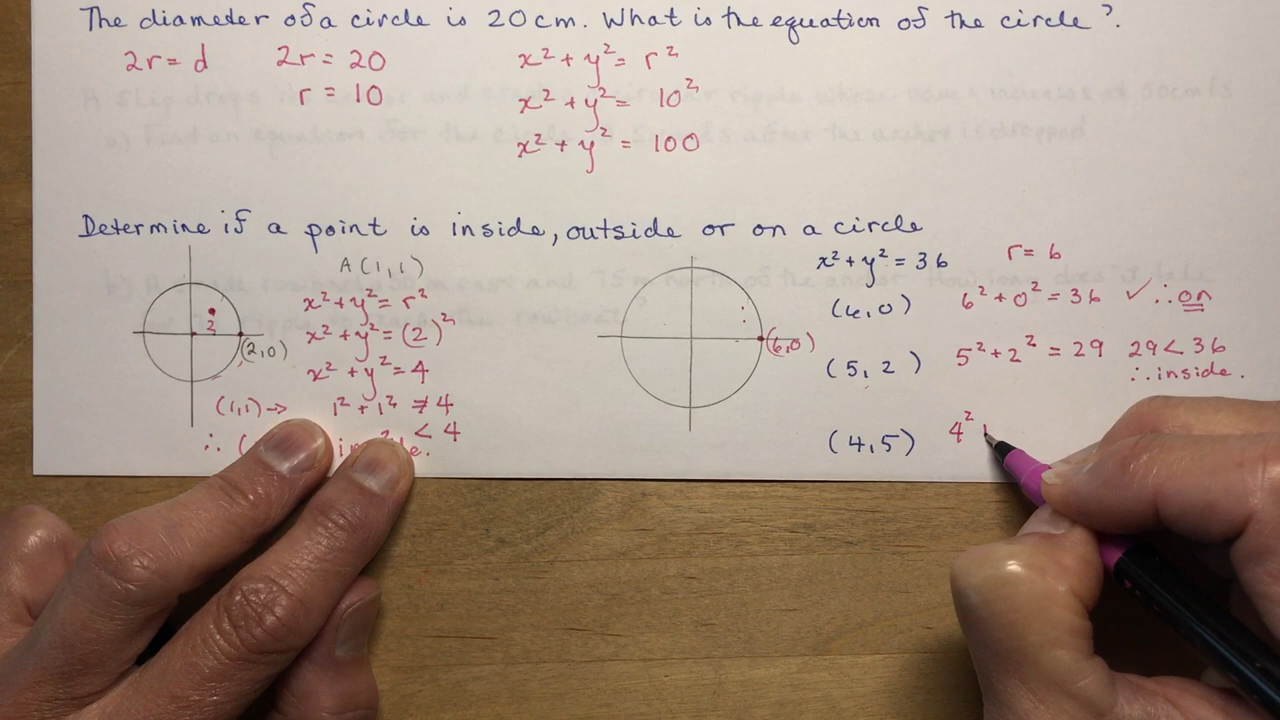 The diameter of a circle is 20cm. What is the equation of the circle?.
2r = d 2r = 20 x² + y² = r²
r = 10 x² + y² = 10²
x² + y² = 100
Determine if a point is inside, outside or on a circle
A (1,1)
x² + y² = r²
x² + y² = (2)²
x² + y² = 4
(2,0)
(1,1) → 1² + 1² ≠ 4
< 4
∴ (
x² + y² = 36 r = 6
(6,0) 6² + 0² = 36 ✓ ∴ on
(6,0)
(5, 2) 5² + 2² = 29 29 < 36
∴ inside.
(4,5) 4²